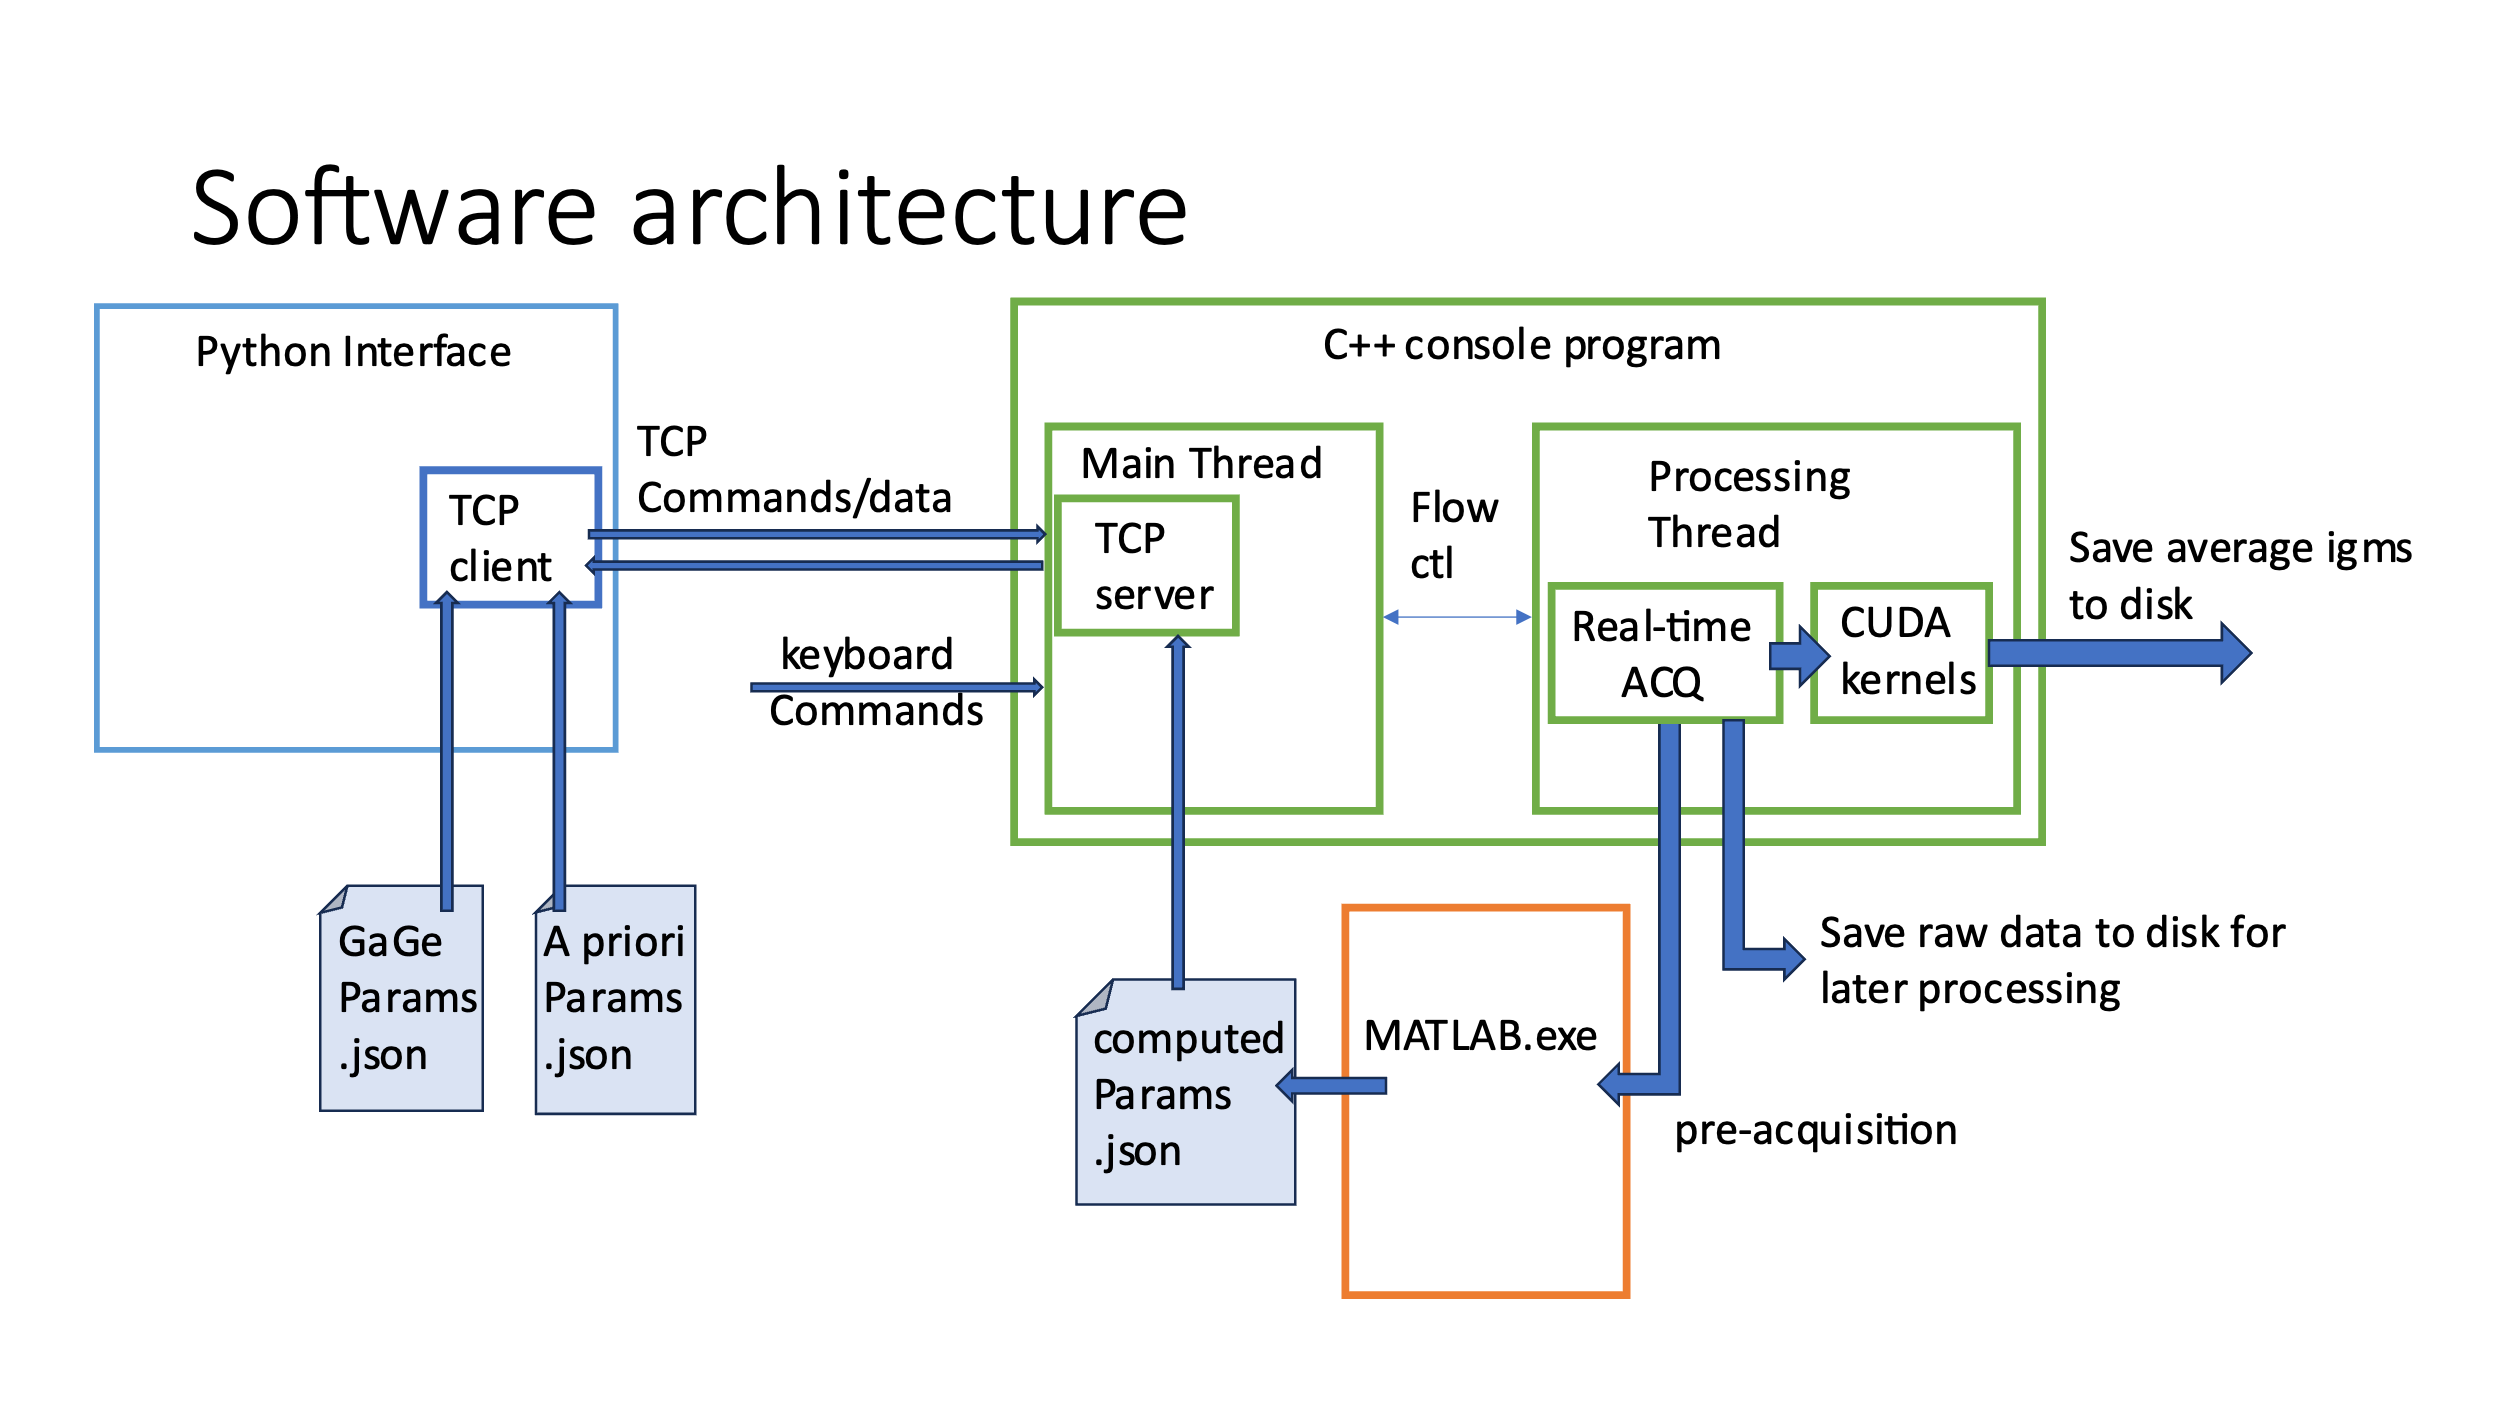 Software architecture
Python Interface
TCP
client
TCP
Commands/data
keyboard
Commands
C++ console program
Main Thread
TCP
server
Flow
ctl
Processing
Thread
Real-time
ACQ
CUDA
kernels
Save average igms
to disk
GaGe
Params
.json
A priori
Params
.json
computed
Params
.json
MATLAB.exe
Save raw data to disk for
later processing
pre-acquisition